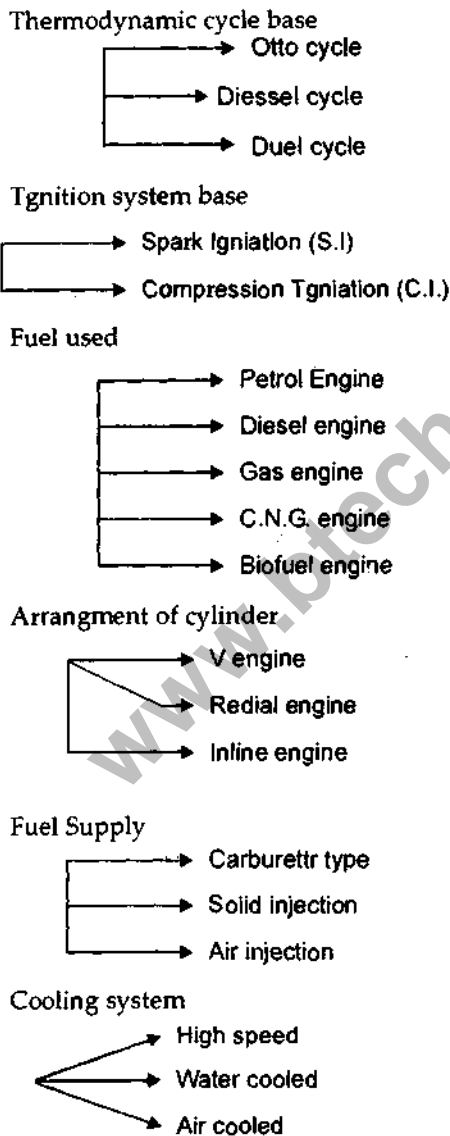 Thermodynamic cycle base
Otto cycle
Diessel cycle
Duel cycle
Tgnition system base
Spark Igniation (S.I)
Compression Tgniation (C.I.)
Fuel used
Petrol Engine
Diesel engine
Gas engine
C.N.G. engine
Biofuel engine
Arrangment of cylinder
V engine
Redial engine
Inline engine
Fuel Supply
Carburettr type
Solid injection
Air injection
Cooling system
High speed
Water cooled
Air cooled
www.btech